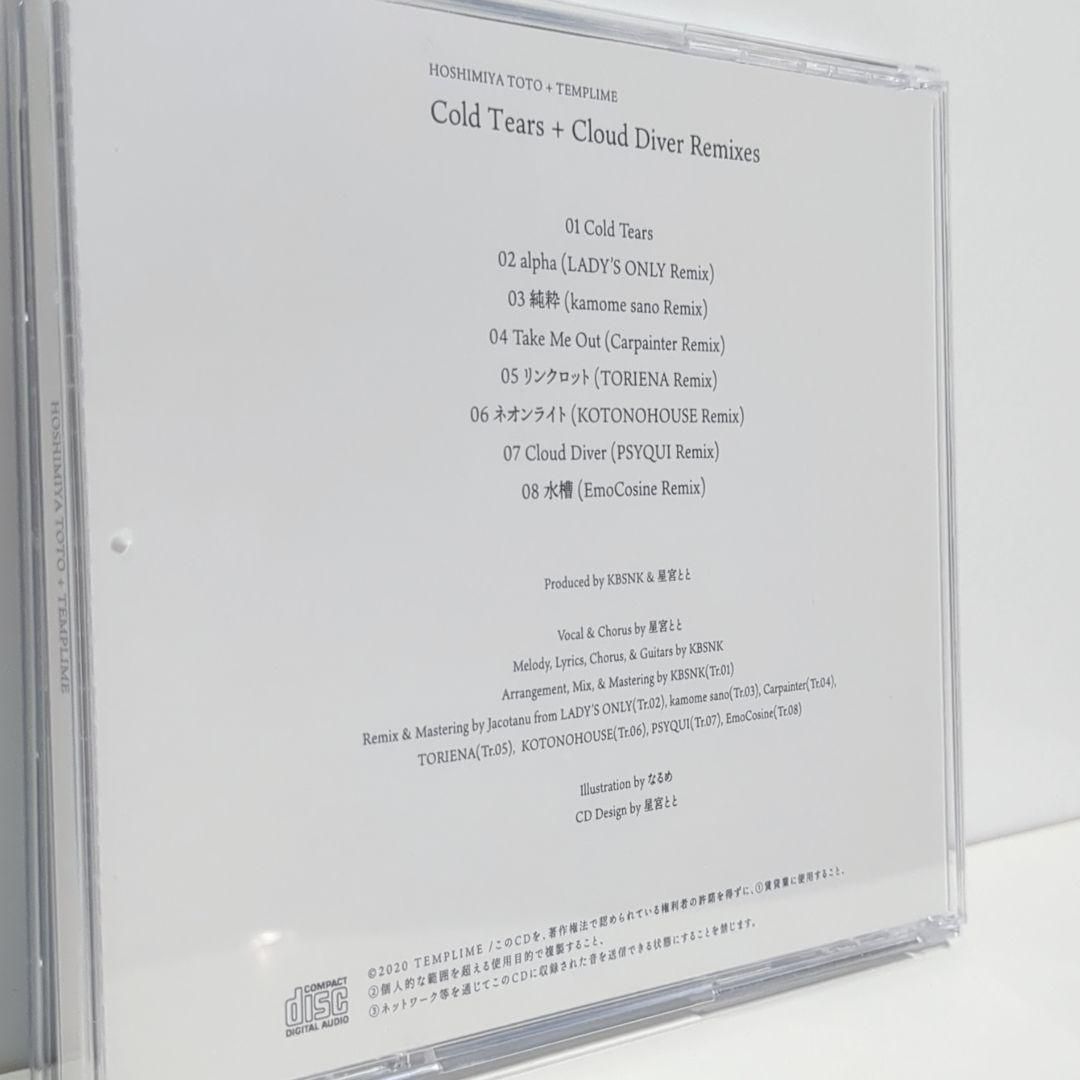 HOSHIMIYA TOTO + TEMPLIME
Cold Tears + Cloud Diver Remixes
01 Cold Tears
02 alpha (LADY'S ONLY Remix)
03 純粋 (kamome sano Remix)
04 Take Me Out (Carpainter Remix)
05 リンクロット (TORIENA Remix)
06 ネオンライト (KOTONOHOUSE Remix)
07 Cloud Diver (PSYQUI Remix)
08 水槽 (EmoCosine Remix)
Produced by KBSNK & 星宮とと
Vocal & Chorus by 星宮とと
Melody, Lyrics, Chorus, & Guitars by KBSNK
Arrangement, Mix, & Mastering by KBSNK(Tr.01)
Remix & Mastering by Jacotanu from LADY'S ONLY(Tr.02), kamome sano(Tr.03), Carpainter(Tr.04),
TORIENA(Tr.05), KOTONOHOUSE(Tr.06), PSYQUI(Tr.07), EmoCosine(Tr.08)
Illustration by なるめ
CD Design by 星宮とと
©2020 TEMPLIME /このCDを、著作権法で認められている権利者の許諾を得ずに、①賃貸業に使用すること、
②個人的な範囲を超える使用目的で複製すること、
③ネットワーク等を通じてこのCDに収録された音を送信できる状態にすることを禁じます。
COMPACT
disc
DIGITAL AUDIO
HOSHIMIYA TOTO + TEMPLIME